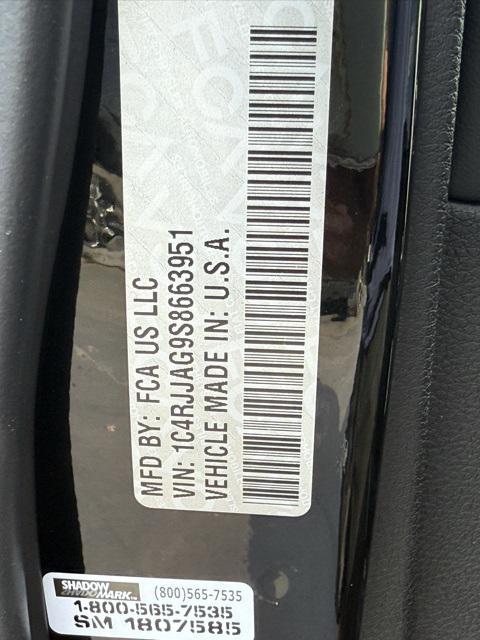 MFD BY: FCA US LLC
VIN: 1C4RJJAG9S8663951
VEHICLE MADE IN: U.S.A.
SHADOW
MARK™ (800)565-7535
1-800-565-7535
SM 1807585